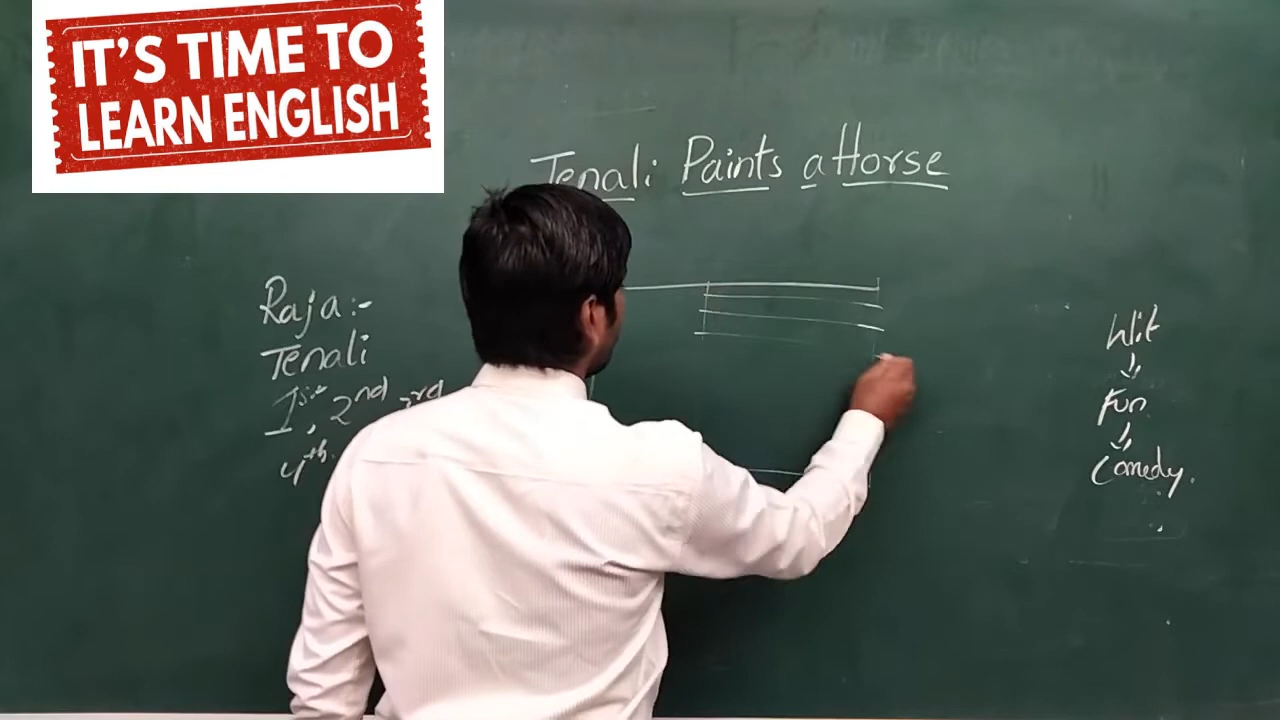 IT'S TIME TO
LEARN ENGLISH
Tenali Paints a Horse
Raja:-
Tenali
1st, 2nd, 3rd
4th.
Wit
↓
Fun
↓
Comedy.